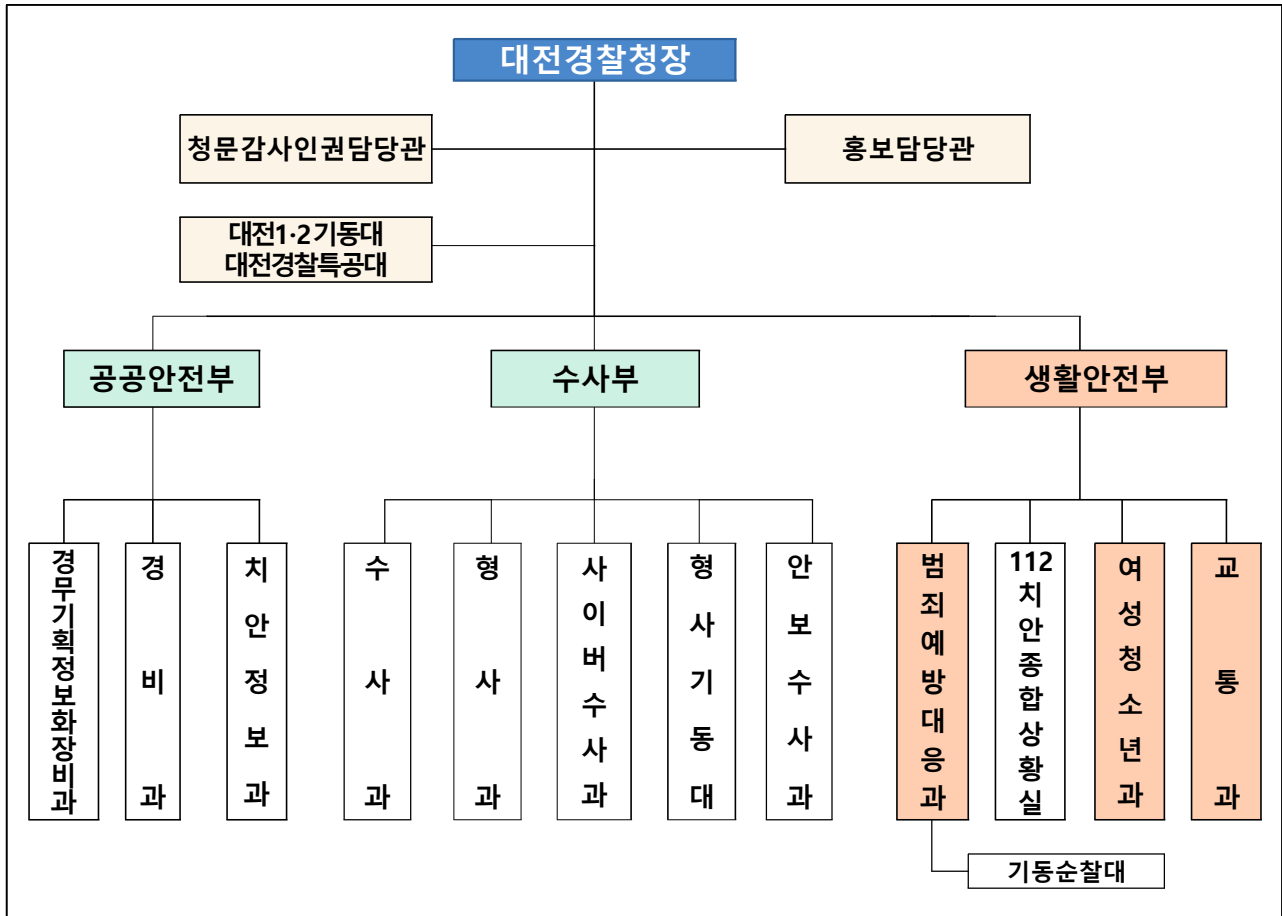 대전경찰청장
청문감사인권담당관
홍보담당관
대전1·2기동대
대전경찰특공대
공공안전부
수사부
생활안전부
경무기획정보화장비과
경비과
치안정보과
수사과
형사과
사이버수사과
형사기동대
안보수사과
범죄예방대응과
112치안종합상황실
여성청소년과
교통과
기동순찰대